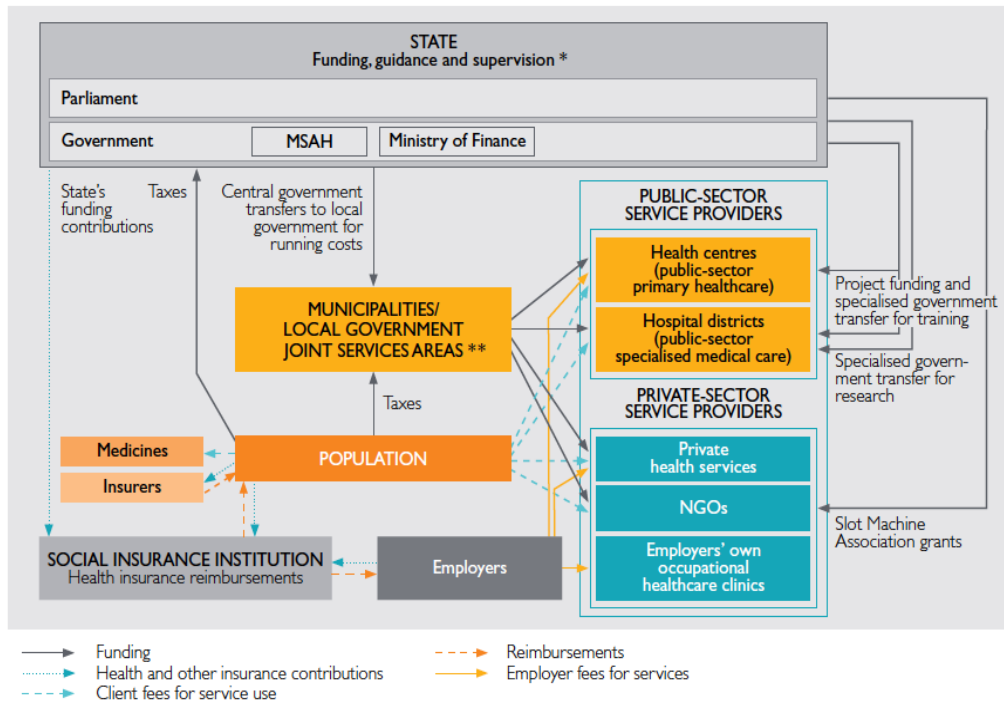 STATE
Funding, guidance and supervision *
Parliament
Government
MSAH
Ministry of Finance
State's
funding
contributions
Taxes
Central government
transfers to local
government for
running costs
PUBLIC-SECTOR
SERVICE PROVIDERS
Health centres
(public-sector
primary healthcare)
Hospital districts
(public-sector
specialised medical care)
Project funding and
specialised government
transfer for training
Specialised govern-
ment transfer for
research
MUNICIPALITIES/
LOCAL GOVERNMENT
JOINT SERVICES AREAS **
Taxes
PRIVATE-SECTOR
SERVICE PROVIDERS
Private
health services
NGOs
Employers' own
occupational
healthcare clinics
Slot Machine
Association grants
Medicines
Insurers
POPULATION
SOCIAL INSURANCE INSTITUTION
Health insurance reimbursements
Employers
Funding
Health and other insurance contributions
Client fees for service use
Reimbursements
Employer fees for services